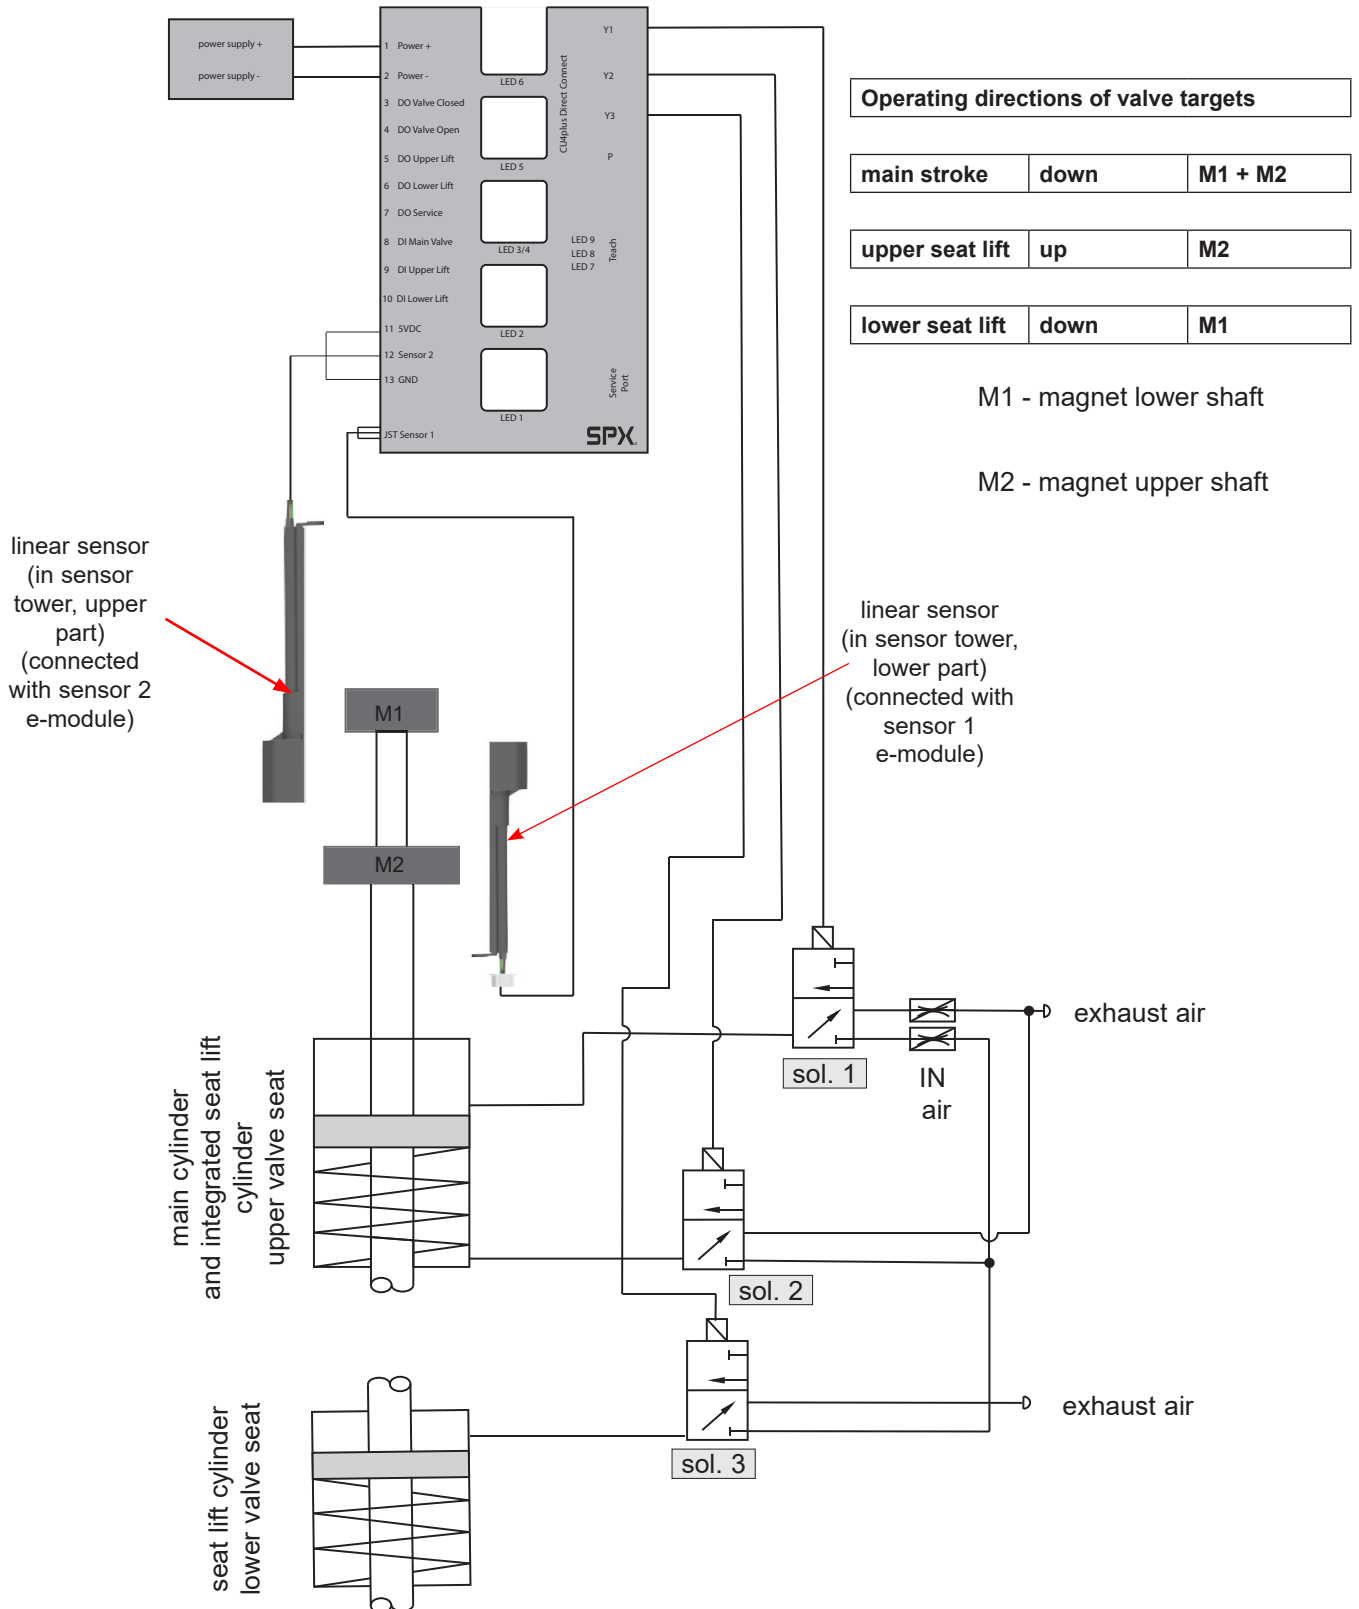 power supply +
power supply -
1 Power +
2 Power -
3 DO Valve Closed
4 DO Valve Open
5 DO Upper Lift
6 DO Lower Lift
7 DO Service
8 DI Main Valve
9 DI Upper Lift
10 DI Lower Lift
11 5VDC
12 Sensor 2
13 GND
JST Sensor 1
LED 6
LED 5
LED 3/4
LED 2
LED 1
CU4plus Direct Connect
Y1
Y2
Y3
P
LED 9
LED 8
LED 7
Teach
Service
Port
SPX
Operating directions of valve targets
main stroke down M1 + M2
upper seat lift up M2
lower seat lift down M1
M1 - magnet lower shaft
M2 - magnet upper shaft
linear sensor
(in sensor
tower, upper
part)
(connected
with sensor 2
e-module)
linear sensor
(in sensor tower,
lower part)
(connected with
sensor 1
e-module)
M1
M2
exhaust air
sol. 1
IN
air
main cylinder
and integrated seat lift
cylinder
upper valve seat
sol. 2
exhaust air
sol. 3
seat lift cylinder
lower valve seat